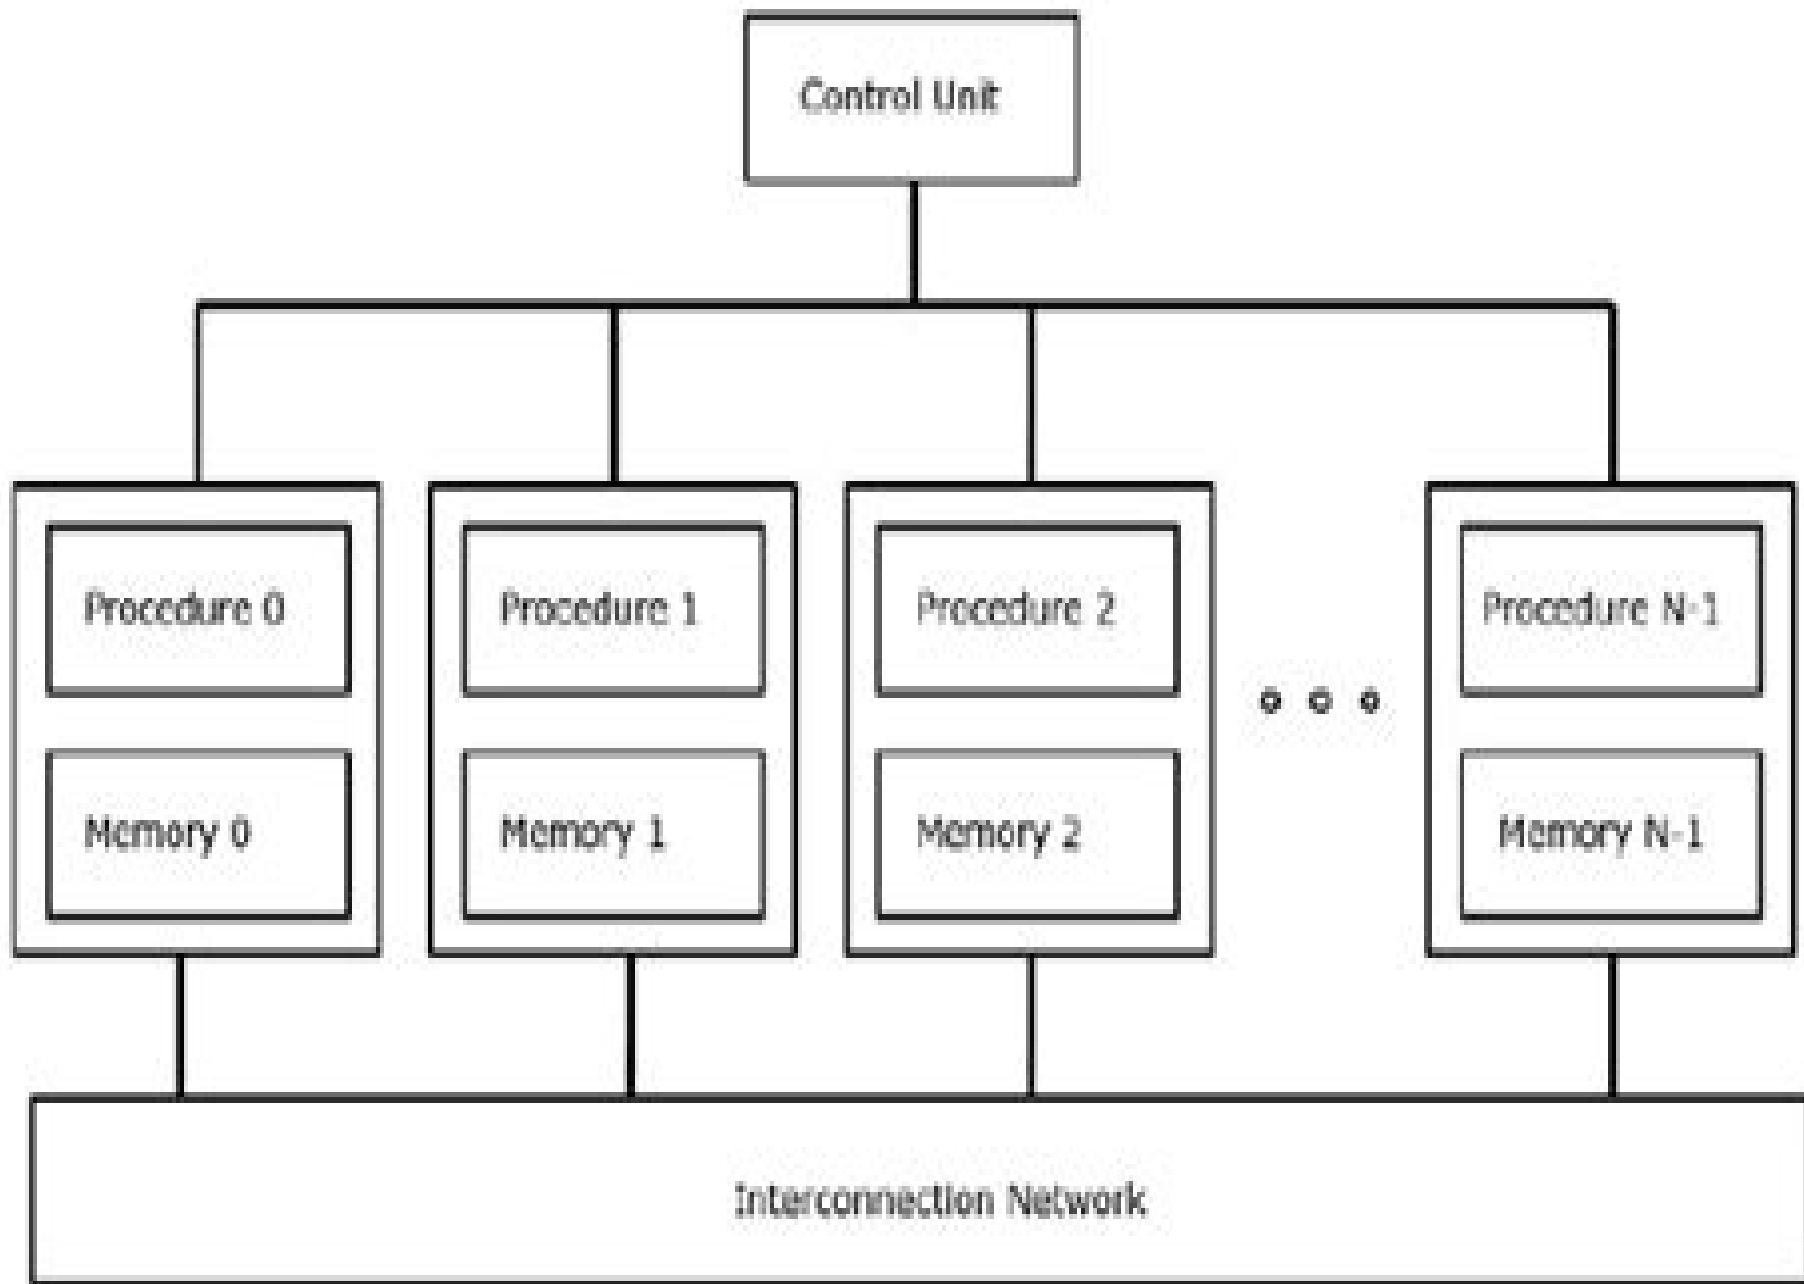 Control Unit
Procedure 0
Procedure 1
Procedure 2
Procedure N-1
Memory 0
Memory 1
Memory 2
Memory N-1
Interconnection Network